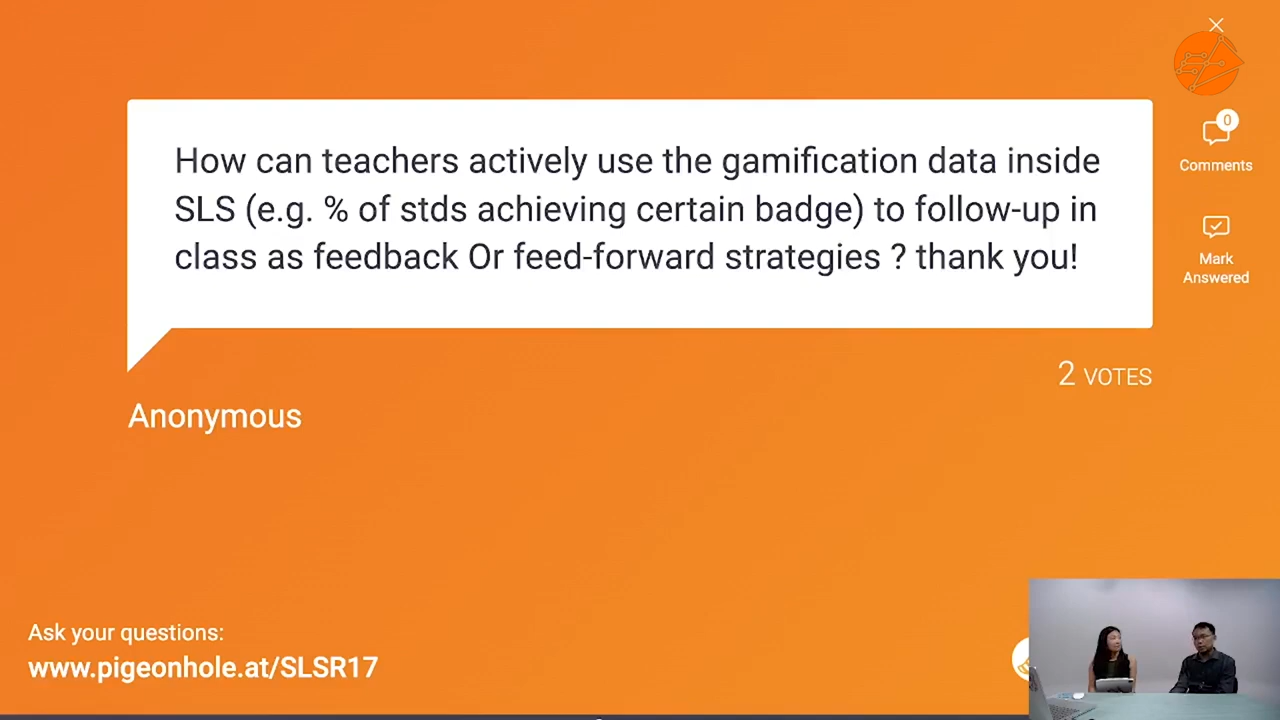 How can teachers actively use the gamification data inside
SLS (e.g. % of stds achieving certain badge) to follow-up in
class as feedback Or feed-forward strategies ? thank you!
0
Comments
Mark
Answered
2 VOTES
Anonymous
Ask your questions:
www.pigeonhole.at/SLSR17